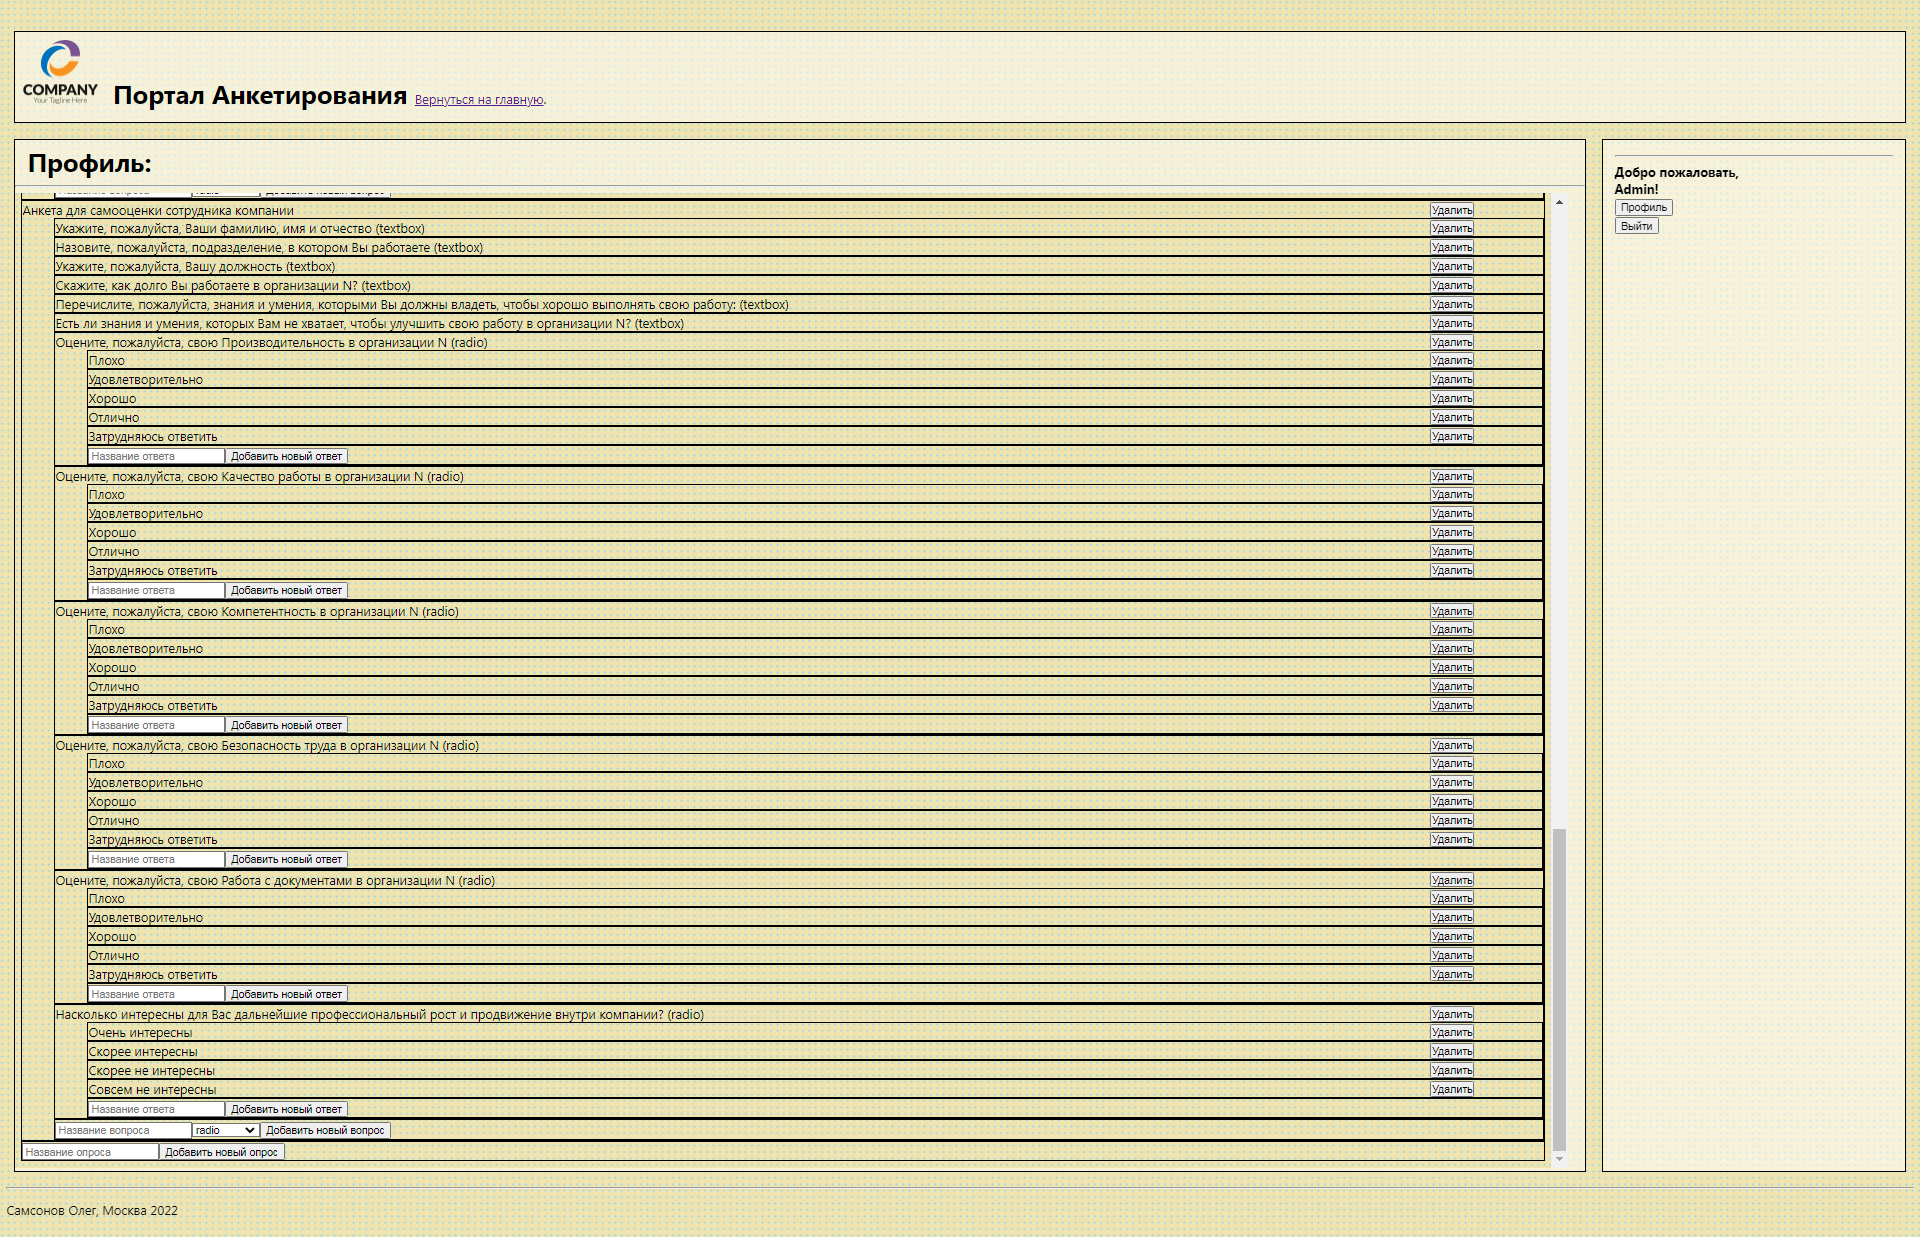 COMPANY
Your Tagline Here
Портал Анкетирования Вернуться на главную.
Профиль:
Анкета для самооценки сотрудника компании Удалить
Укажите, пожалуйста, Ваши фамилию, имя и отчество (textbox) Удалить
Назовите, пожалуйста, подразделение, в котором Вы работаете (textbox) Удалить
Укажите, пожалуйста, Вашу должность (textbox) Удалить
Скажите, как долго Вы работаете в организации N? (textbox) Удалить
Перечислите, пожалуйста, знания и умения, которыми Вы должны владеть, чтобы хорошо выполнять свою работу: (textbox) Удалить
Есть ли знания и умения, которых Вам не хватает, чтобы улучшить свою работу в организации N? (textbox) Удалить
Оцените, пожалуйста, свою Производительность в организации N (radio) Удалить
Плохо Удалить
Удовлетворительно Удалить
Хорошо Удалить
Отлично Удалить
Затрудняюсь ответить Удалить
Название ответа Добавить новый ответ
Оцените, пожалуйста, свою Качество работы в организации N (radio) Удалить
Плохо Удалить
Удовлетворительно Удалить
Хорошо Удалить
Отлично Удалить
Затрудняюсь ответить Удалить
Название ответа Добавить новый ответ
Оцените, пожалуйста, свою Компетентность в организации N (radio) Удалить
Плохо Удалить
Удовлетворительно Удалить
Хорошо Удалить
Отлично Удалить
Затрудняюсь ответить Удалить
Название ответа Добавить новый ответ
Оцените, пожалуйста, свою Безопасность труда в организации N (radio) Удалить
Плохо Удалить
Удовлетворительно Удалить
Хорошо Удалить
Отлично Удалить
Затрудняюсь ответить Удалить
Название ответа Добавить новый ответ
Оцените, пожалуйста, свою Работа с документами в организации N (radio) Удалить
Плохо Удалить
Удовлетворительно Удалить
Хорошо Удалить
Отлично Удалить
Затрудняюсь ответить Удалить
Название ответа Добавить новый ответ
Насколько интересны для Вас дальнейшие профессиональный рост и продвижение внутри компании? (radio) Удалить
Очень интересны Удалить
Скорее интересны Удалить
Скорее не интересны Удалить
Совсем не интересны Удалить
Название ответа Добавить новый ответ
Название вопроса radio Добавить новый вопрос
Название опроса Добавить новый опрос
Добро пожаловать,
Admin!
Профиль
Выйти
Самсонов Олег, Москва 2022